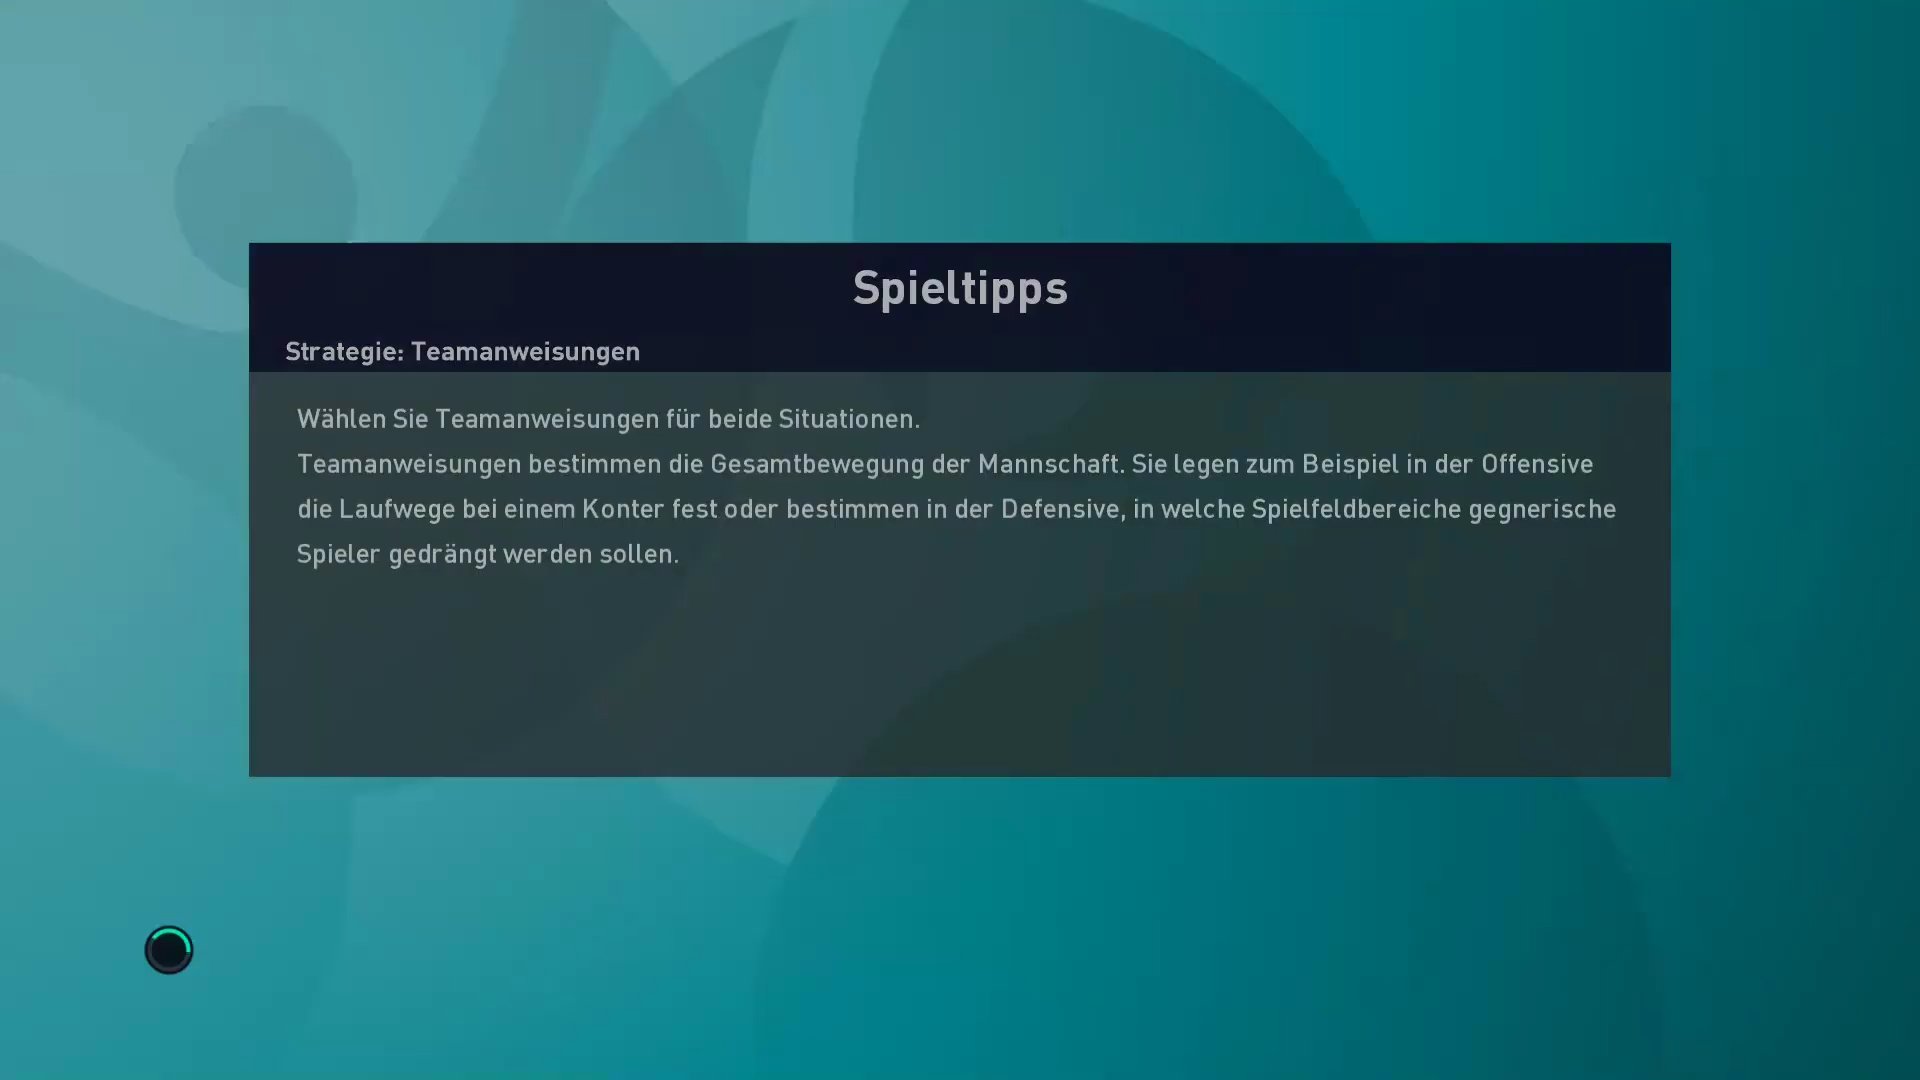 Spieltipps
Strategie: Teamanweisungen
Wählen Sie Teamanweisungen für beide Situationen.
Teamanweisungen bestimmen die Gesamtbewegung der Mannschaft. Sie legen zum Beispiel in der Offensive
die Laufwege bei einem Konter fest oder bestimmen in der Defensive, in welche Spielfeldbereiche gegnerische
Spieler gedrängt werden sollen.